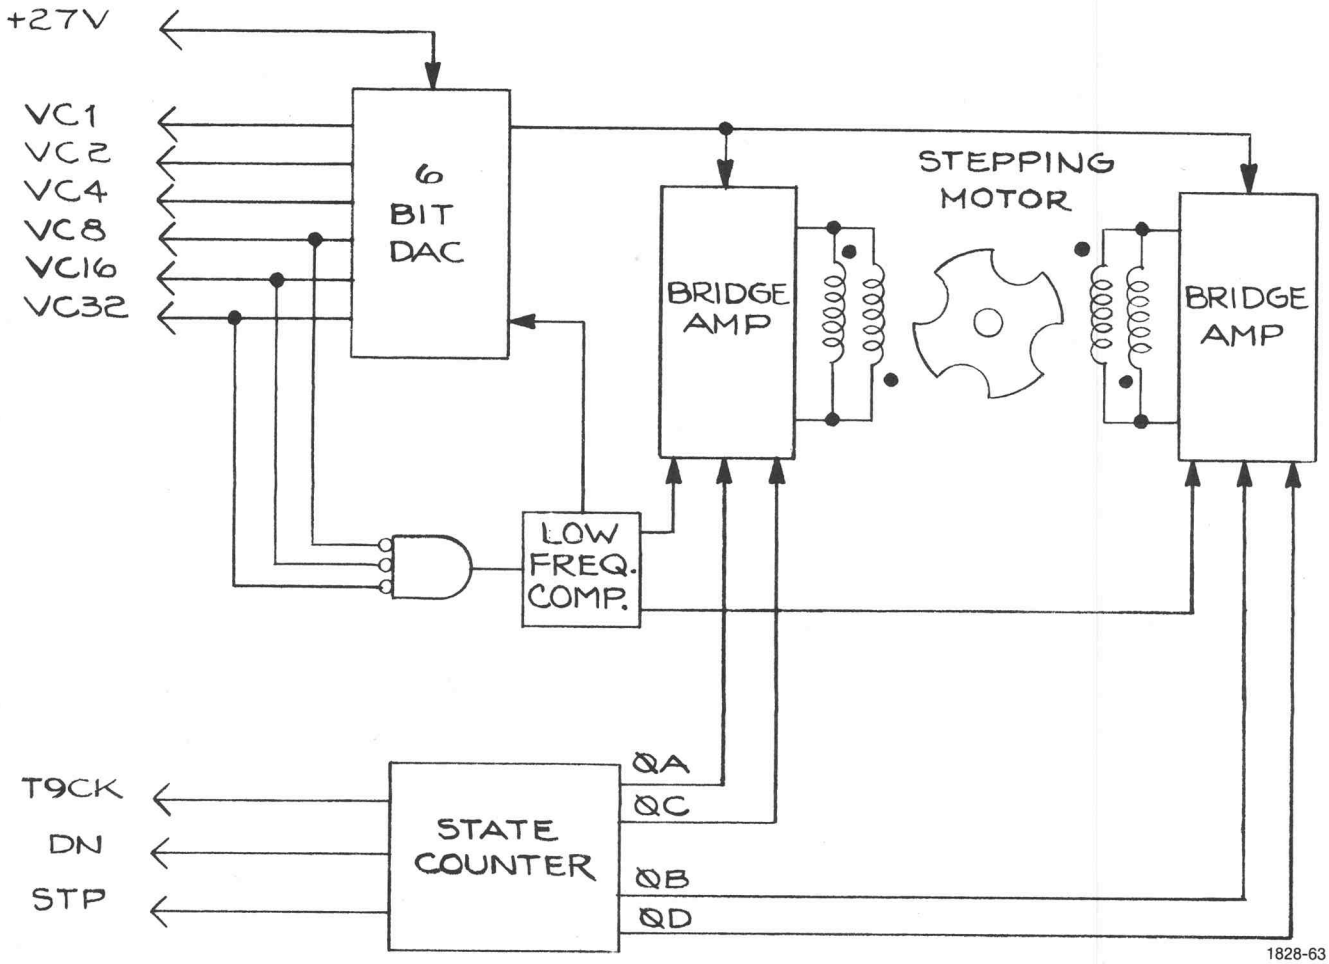 +27V
VC1
VC2
VC4
VC8
VC16
VC32
6
BIT
DAC
STEPPING
MOTOR
BRIDGE
AMP
BRIDGE
AMP
LOW
FREQ.
COMP.
T9CK
DN
STP
STATE
COUNTER
ØA
ØC
ØB
ØD
1828-63